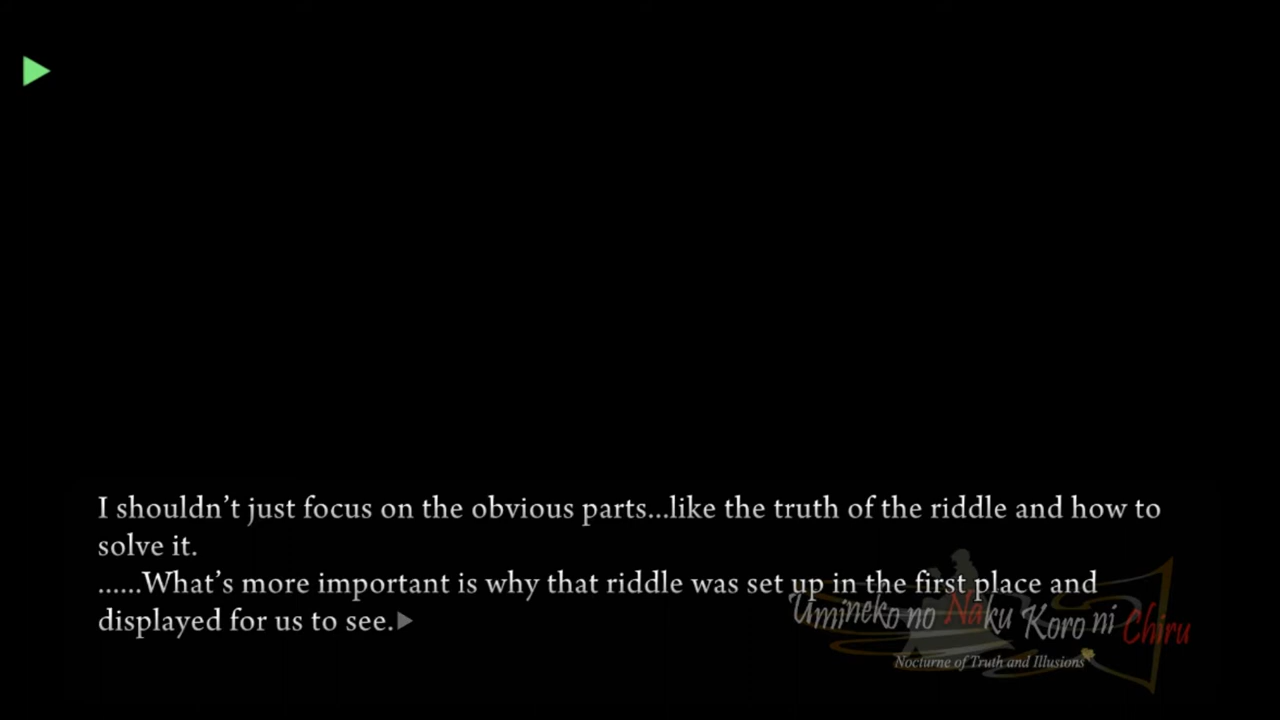 I shouldn't just focus on the obvious parts...like the truth of the riddle and how to
solve it.
......What's more important is why that riddle was set up in the first place and
displayed for us to see.
Umineko no Naku Koro ni Chiru
Nocturne of Truth and Illusions